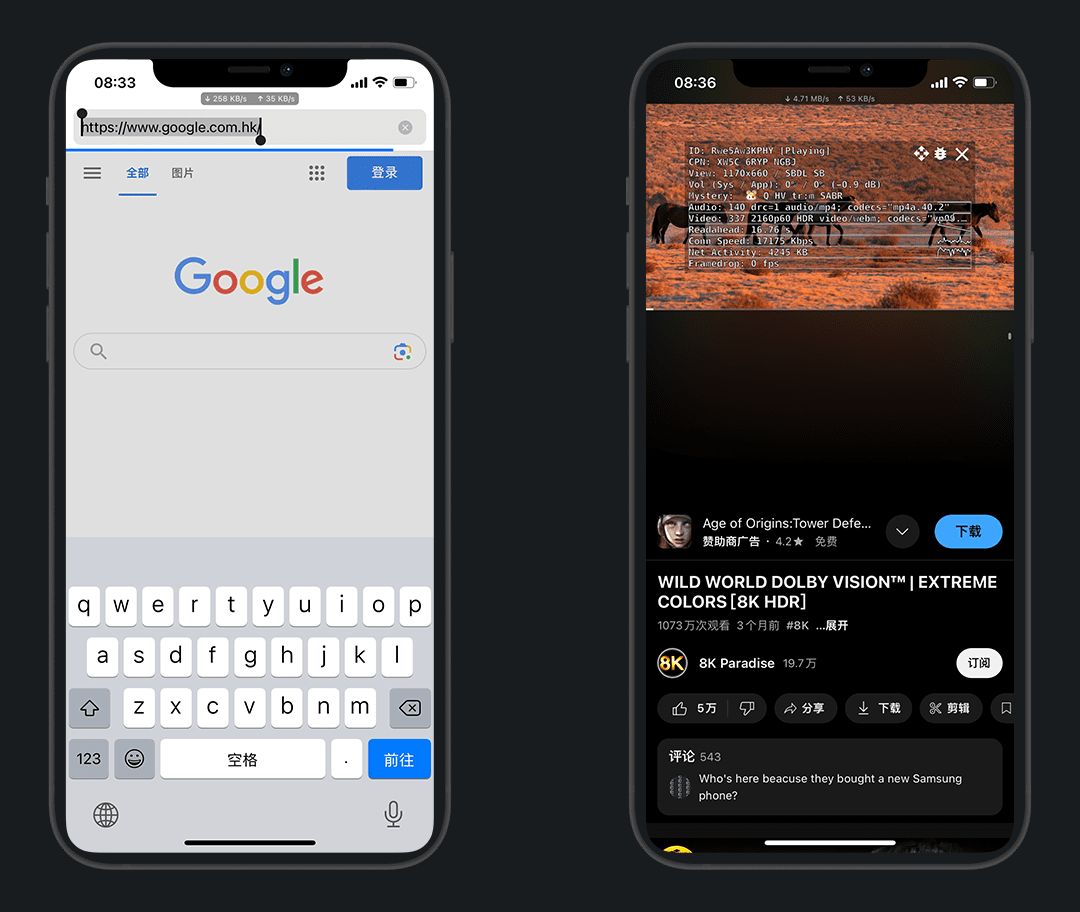 08:33
↓ 258 KB/s ↑ 35 KB/s
https://www.google.com.hk/
全部 图片 登录
Google
q w e r t y u i o p
a s d f g h j k l
z x c v b n m
123 空格 . 前往
08:36
↓ 4.71 MB/s ↑ 53 KB/s
ID: Rwe5Aw3KPHY [Playing]
CPN: XW5C 6RYP NGBJ
View: 1170x660 / SBDL SB
Vol (Sys / App): 0% / 0% (-0.9 dB)
Mystery: Q HV tr:m SABR
Audio: 140 drc=1 audio/mp4; codecs="mp4a.40.2"
Video: 337 2160p60 HDR video/webm; codecs="vp09...
Readahead: 16.76 s
Conn Speed: 17175 Kbps
Net Activity: 4245 KB
Framedrop: 0 fps
Age of Origins:Tower Defe...
赞助商广告 · 4.2★ 免费
下载
WILD WORLD DOLBY VISION™ | EXTREME
COLORS [8K HDR]
1073万次观看 3个月前 #8K ...展开
8K 8K Paradise 19.7万 订阅
5万 分享 下载 剪辑
评论 543
Who's here beacuse they bought a new Samsung
phone?